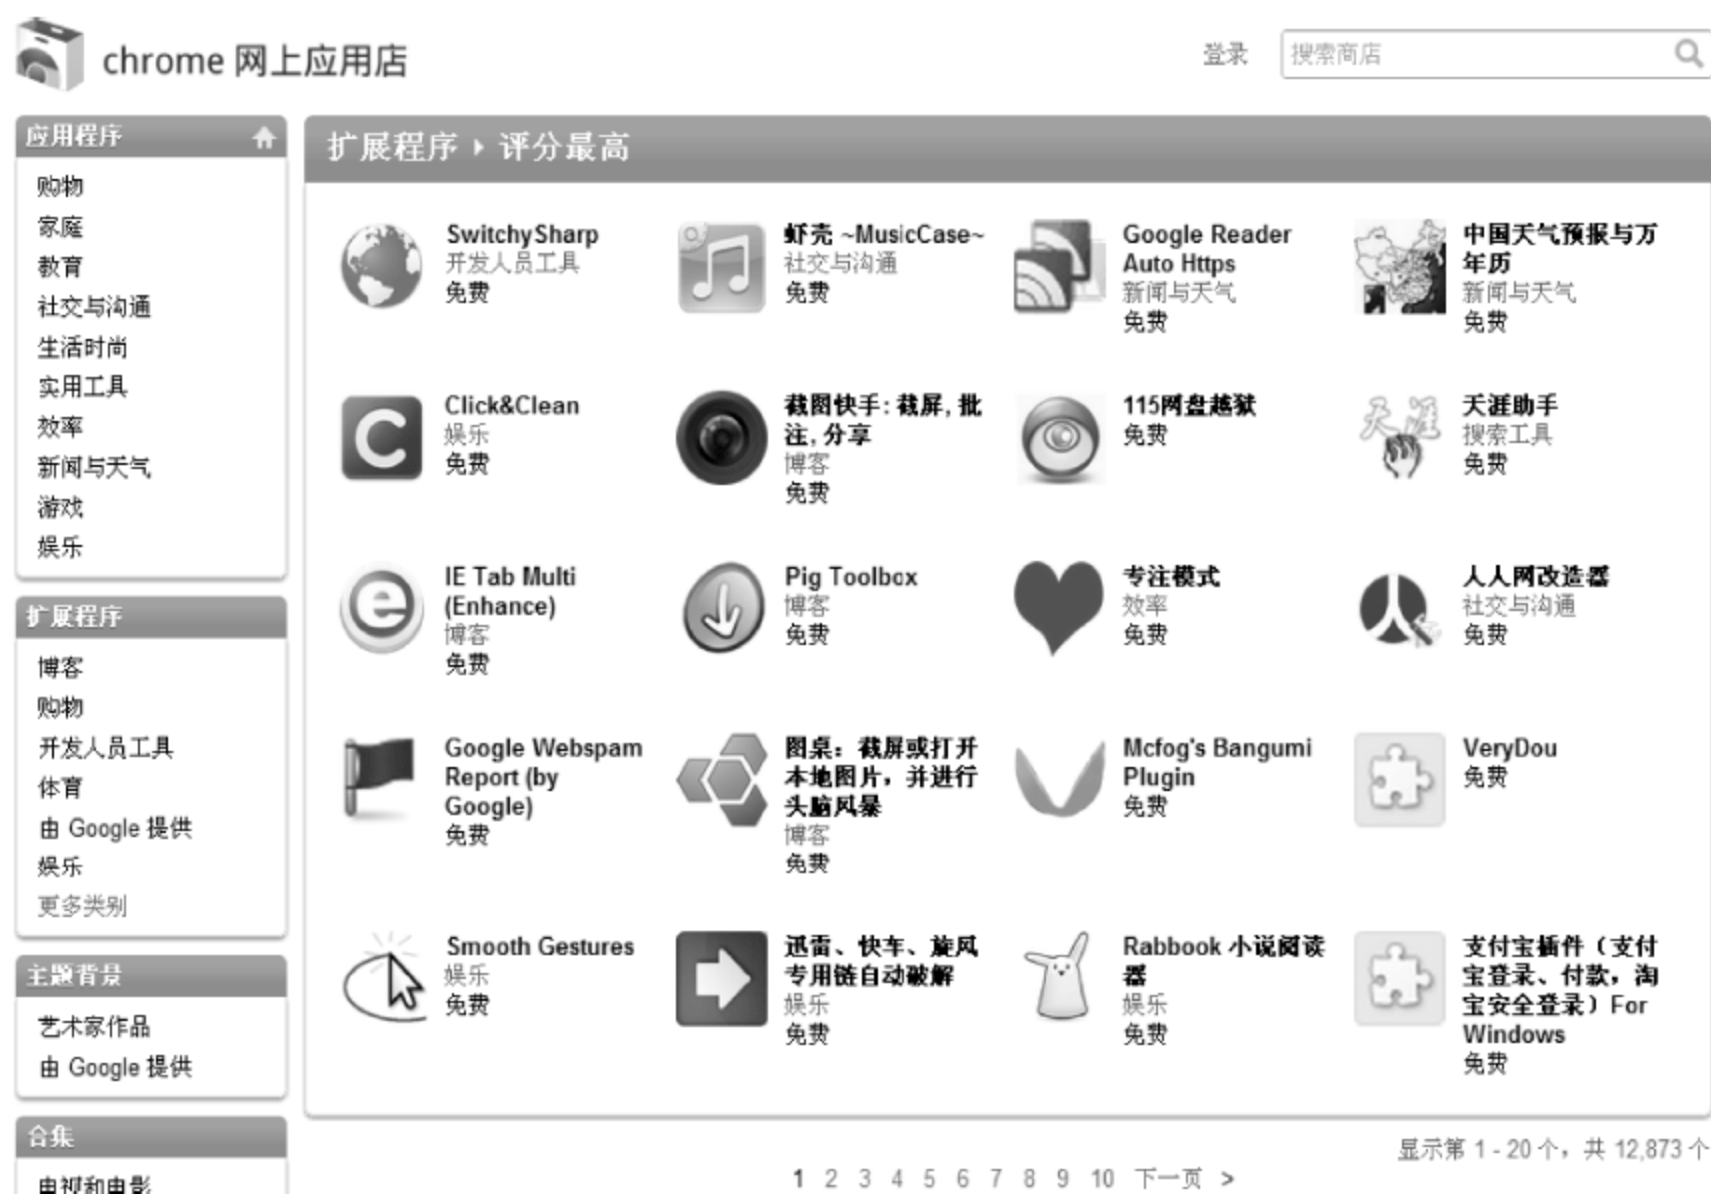 chrome 网上应用店
登录
搜索商店
应用程序
购物
家庭
教育
社交与沟通
生活时尚
实用工具
效率
新闻与天气
游戏
娱乐
扩展程序
博客
购物
开发人员工具
体育
由 Google 提供
娱乐
更多类别
主题背景
艺术家作品
由 Google 提供
合集
电视和电影
扩展程序 评分最高
SwitchySharp
开发人员工具
免费
虾壳 ~MusicCase~
社交与沟通
免费
Google Reader
Auto Https
新闻与天气
免费
中国天气预报与万
年历
新闻与天气
免费
Click&Clean
娱乐
免费
截图快手: 截屏, 批
注, 分享
博客
免费
115网盘越狱
免费
天涯
天涯助手
搜索工具
免费
IE Tab Multi
(Enhance)
博客
免费
Pig Toolbox
博客
免费
专注模式
效率
免费
人人网改造器
社交与沟通
免费
Google Webspam
Report (by
Google)
免费
图桌：截屏或打开
本地图片，并进行
头脑风暴
博客
免费
Mcfog's Bangumi
Plugin
免费
VeryDou
免费
Smooth Gestures
娱乐
免费
迅雷、快车、旋风
专用链自动破解
娱乐
免费
Rabbook 小说阅读
器
娱乐
免费
支付宝插件（支付
宝登录、付款，淘
宝安全登录）For
Windows
免费
显示第 1 - 20 个，共 12,873 个
1 2 3 4 5 6 7 8 9 10 下一页 >